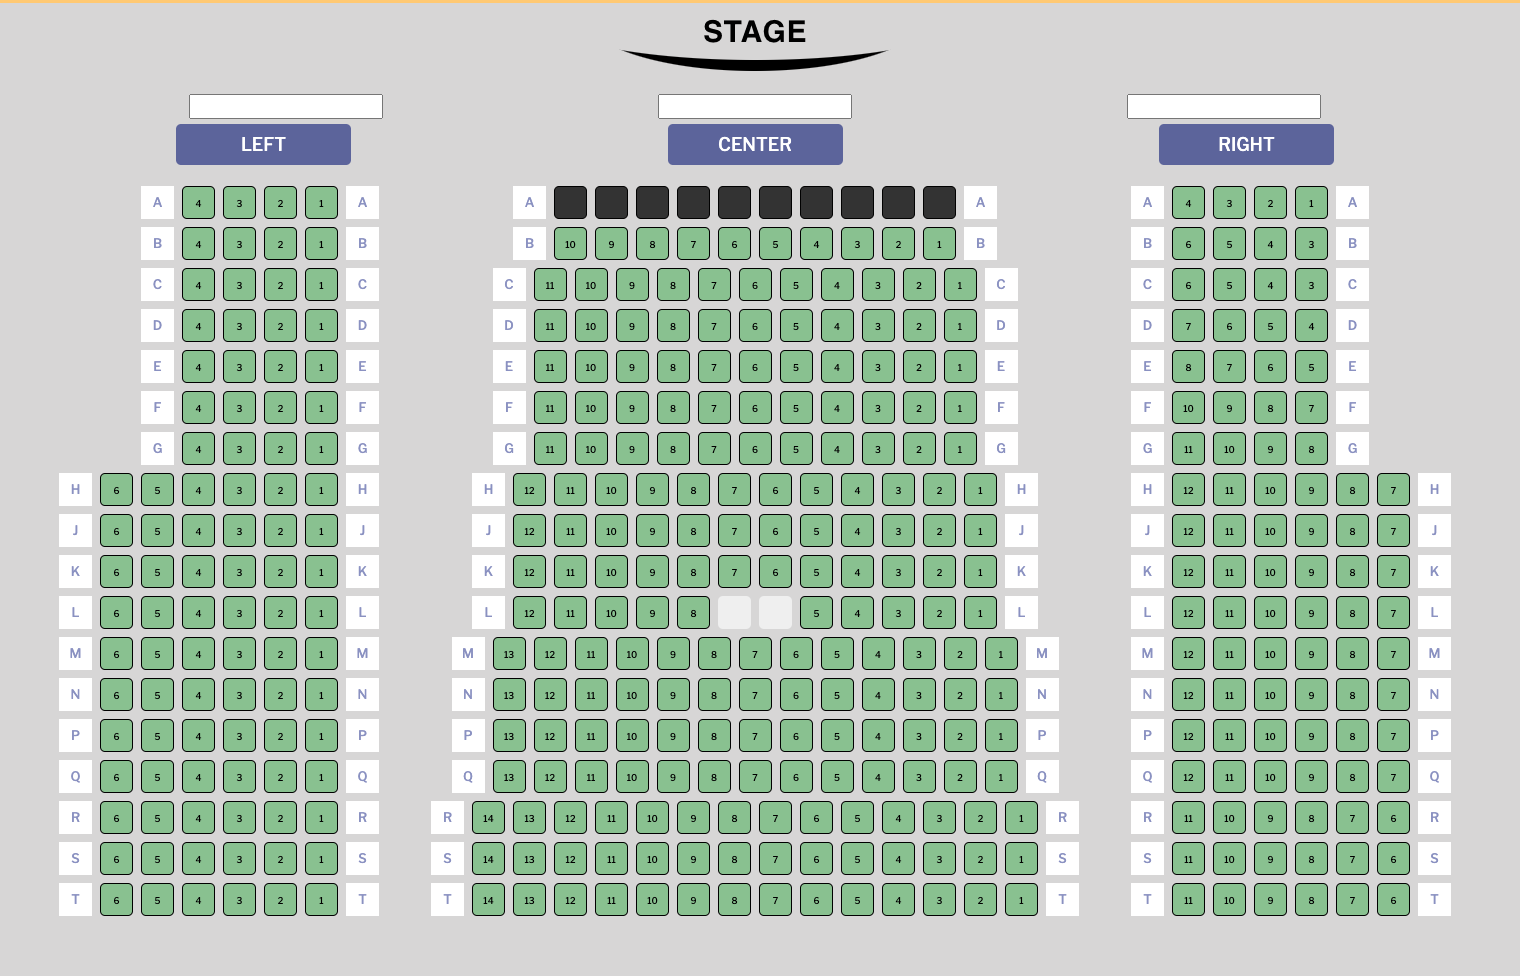 STAGE
LEFT CENTER RIGHT
A 4 3 2 1 A A A A 4 3 2 1 A
B 4 3 2 1 B B 10 9 8 7 6 5 4 3 2 1 B B 6 5 4 3 B
C 4 3 2 1 C C 11 10 9 8 7 6 5 4 3 2 1 C C 6 5 4 3 C
D 4 3 2 1 D D 11 10 9 8 7 6 5 4 3 2 1 D D 7 6 5 4 D
E 4 3 2 1 E E 11 10 9 8 7 6 5 4 3 2 1 E E 8 7 6 5 E
F 4 3 2 1 F F 11 10 9 8 7 6 5 4 3 2 1 F F 10 9 8 7 F
G 4 3 2 1 G G 11 10 9 8 7 6 5 4 3 2 1 G G 11 10 9 8 G
H 6 5 4 3 2 1 H H 12 11 10 9 8 7 6 5 4 3 2 1 H H 12 11 10 9 8 7 H
J 6 5 4 3 2 1 J J 12 11 10 9 8 7 6 5 4 3 2 1 J J 12 11 10 9 8 7 J
K 6 5 4 3 2 1 K K 12 11 10 9 8 7 6 5 4 3 2 1 K K 12 11 10 9 8 7 K
L 6 5 4 3 2 1 L L 12 11 10 9 8 5 4 3 2 1 L L 12 11 10 9 8 7 L
M 6 5 4 3 2 1 M M 13 12 11 10 9 8 7 6 5 4 3 2 1 M M 12 11 10 9 8 7 M
N 6 5 4 3 2 1 N N 13 12 11 10 9 8 7 6 5 4 3 2 1 N N 12 11 10 9 8 7 N
P 6 5 4 3 2 1 P P 13 12 11 10 9 8 7 6 5 4 3 2 1 P P 12 11 10 9 8 7 P
Q 6 5 4 3 2 1 Q Q 13 12 11 10 9 8 7 6 5 4 3 2 1 Q Q 12 11 10 9 8 7 Q
R 6 5 4 3 2 1 R R 14 13 12 11 10 9 8 7 6 5 4 3 2 1 R R 11 10 9 8 7 6 R
S 6 5 4 3 2 1 S S 14 13 12 11 10 9 8 7 6 5 4 3 2 1 S S 11 10 9 8 7 6 S
T 6 5 4 3 2 1 T T 14 13 12 11 10 9 8 7 6 5 4 3 2 1 T T 11 10 9 8 7 6 T